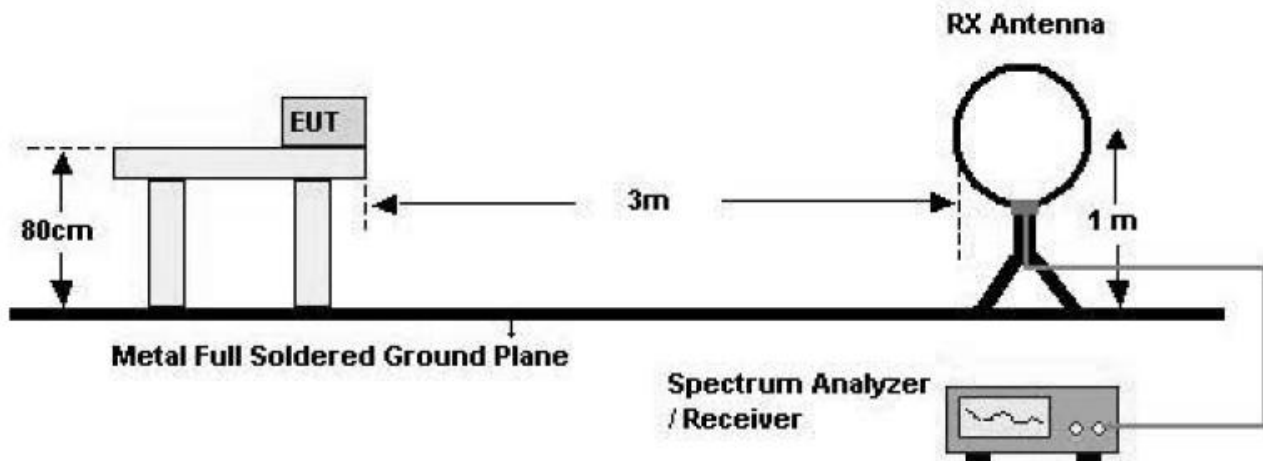 RX Antenna
EUT
80cm
3m
1 m
Metal Full Soldered Ground Plane
Spectrum Analyzer
/ Receiver